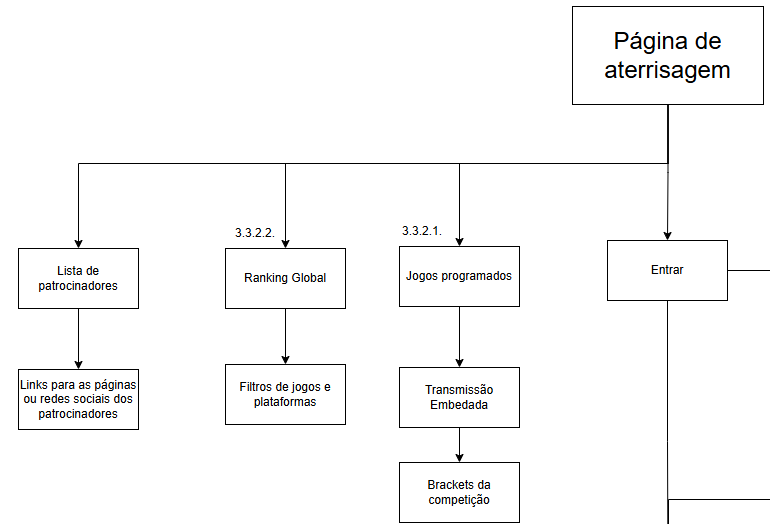 Página de
aterrisagem
3.3.2.2.
3.3.2.1.
Lista de
patrocinadores
Ranking Global
Jogos programados
Entrar
Links para as páginas
ou redes sociais dos
patrocinadores
Filtros de jogos e
plataformas
Transmissão
Embedada
Brackets da
competição